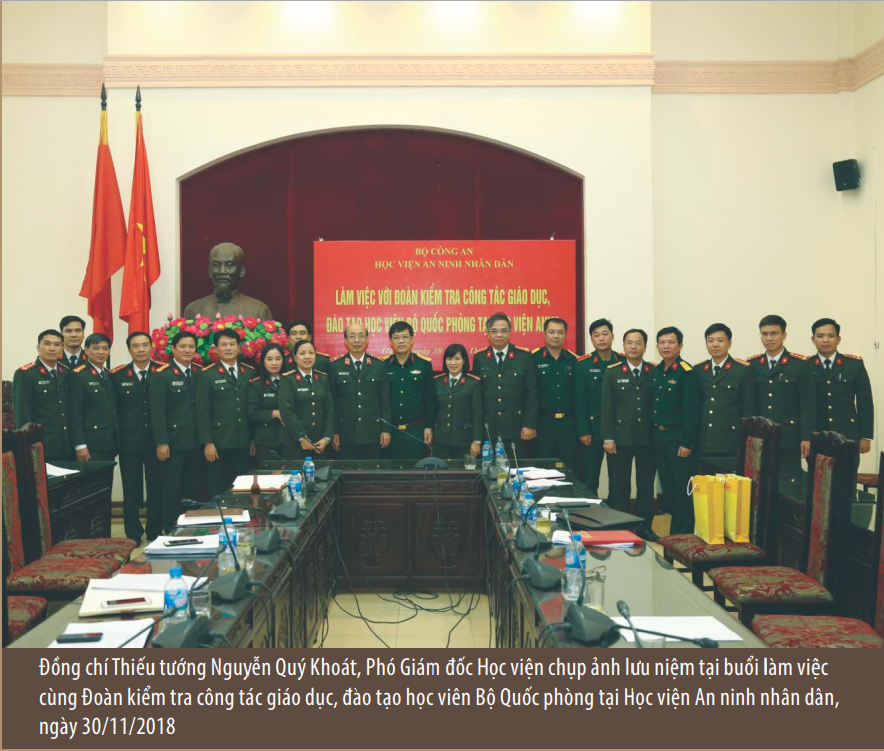 BỘ CÔNG AN
HỌC VIỆN AN NINH NHÂN DÂN
LÀM VIỆC VỚI ĐOÀN KIỂM TRA CÔNG TÁC GIÁO DỤC,
ĐÀO TẠO HỌC VIÊN BỘ QUỐC PHÒNG TẠI VIỆN
Đồng chí Thiếu tướng Nguyễn Quý Khoát, Phó Giám đốc Học viện chụp ảnh lưu niệm tại buổi làm việc
cùng Đoàn kiểm tra công tác giáo dục, đào tạo học viên Bộ Quốc phòng tại Học viện An ninh nhân dân,
ngày 30/11/2018